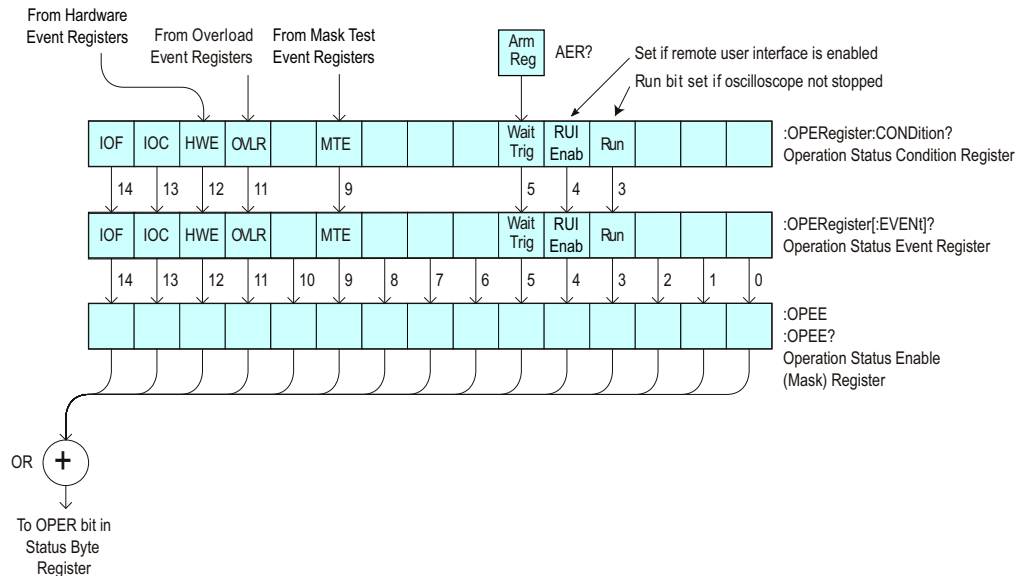 From Hardware
Event Registers
From Overload
Event Registers
From Mask Test
Event Registers
Arm
Reg
AER?
Set if remote user interface is enabled
Run bit set if oscilloscope not stopped
IOF IOC HWE OVLR MTE Wait Trig RUI Enab Run
:OPERegister:CONDition?
Operation Status Condition Register
14 13 12 11 9 5 4 3
IOF IOC HWE OVLR MTE Wait Trig RUI Enab Run
:OPERegister[:EVENt]?
Operation Status Event Register
14 13 12 11 10 9 8 7 6 5 4 3 2 1 0
:OPEE
:OPEE?
Operation Status Enable
(Mask) Register
OR +
To OPER bit in
Status Byte
Register